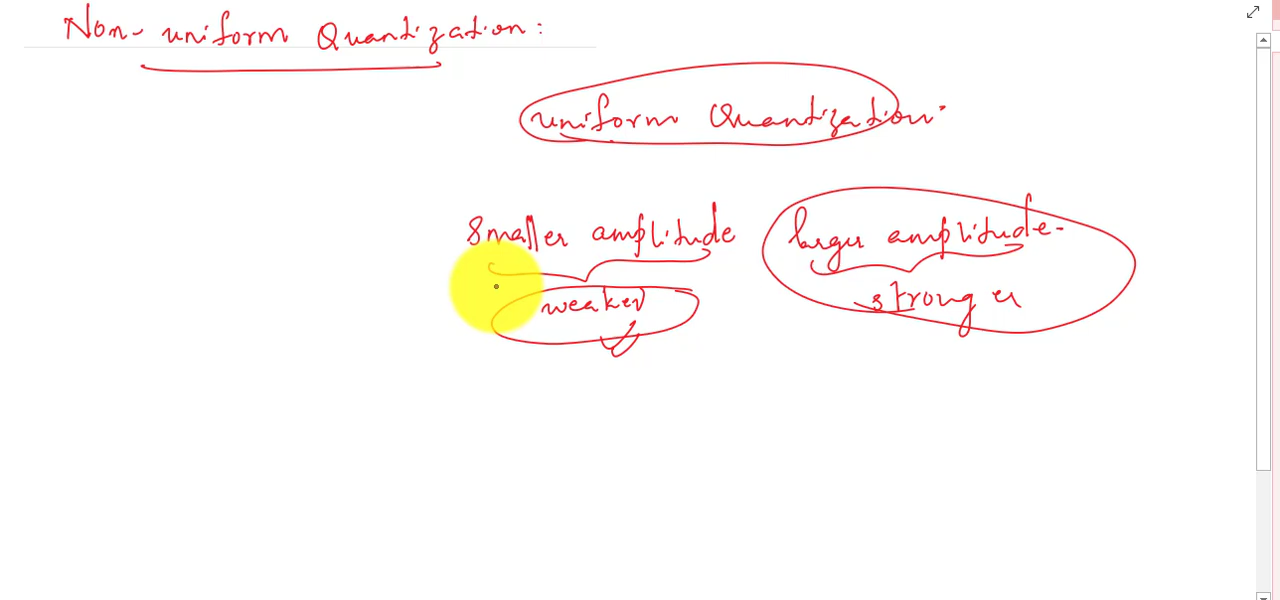 Non-uniform Quantization:
uniform Quantization.
Smaller amplitude larger amplitude-
weaker stronger